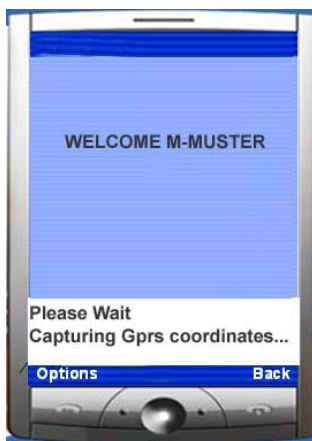 WELCOME M-MUSTER
Please Wait
Capturing Gprs coordinates...
Options Back